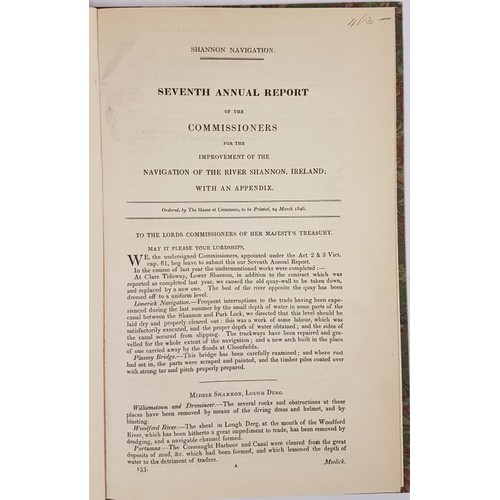 SHANNON NAVIGATION.
SEVENTH ANNUAL REPORT
OF THE
COMMISSIONERS
FOR THE
IMPROVEMENT OF THE
NAVIGATION OF THE RIVER SHANNON, IRELAND;
WITH AN APPENDIX.
Ordered, by The House of Commons, to be Printed, 24 March 1846.
TO THE LORDS COMMISSIONERS OF HER MAJESTY'S TREASURY.
MAY IT PLEASE YOUR LORDSHIPS,
WE, the undersigned Commissioners, appointed under the Act 2 & 3 Vict.
cap. 61, beg leave to submit this our Seventh Annual Report.
In the course of last year the undermentioned works were completed:—
At Clare Tideway, Lower Shannon, in addition to the contract which was
reported as completed last year, we caused the old quay-wall to be taken down,
and replaced by a new one. The bed of the river opposite the quay has been
dressed off to a uniform level.
Limerick Navigation.—Frequent interruptions to the trade having been expe-
rienced during the last summer by the small depth of water in some parts of the
canal between the Shannon and Park Lock, we directed that this level should be
laid dry and properly cleared out: this was a work of some labour, which was
satisfactorily executed, and the proper depth of water obtained; and the sides of
the canal secured from slipping. The trackways have been repaired and gra-
velled for the whole extent of the navigation; and a new arch built in the place
of one carried away by the floods at Cloonfadda.
Plassey Bridge.—This bridge has been carefully examined; and where rust
had set in, the parts were scraped and painted, and the timber piles coated over
with strong tar and pitch properly prepared.
MIDDLE SHANNON, LOUGH DERG.
Williamstown and Dromineer.—The several rocks and obstructions at these
places have been removed by means of the diving dress and helmet, and by
blasting.
Woodford River.—The shoal in Lough Derg, at the mouth of the Woodford
River, which has been hitherto a great impediment to trade, has been removed by
dredging, and a navigable channel formed.
Portumna.—The Connaught Harbour and Canal were cleared from the great
deposits of mud, &c. which had been formed, and which lessened the depth of
water to the detriment of traders.
Meelick.
153.
A